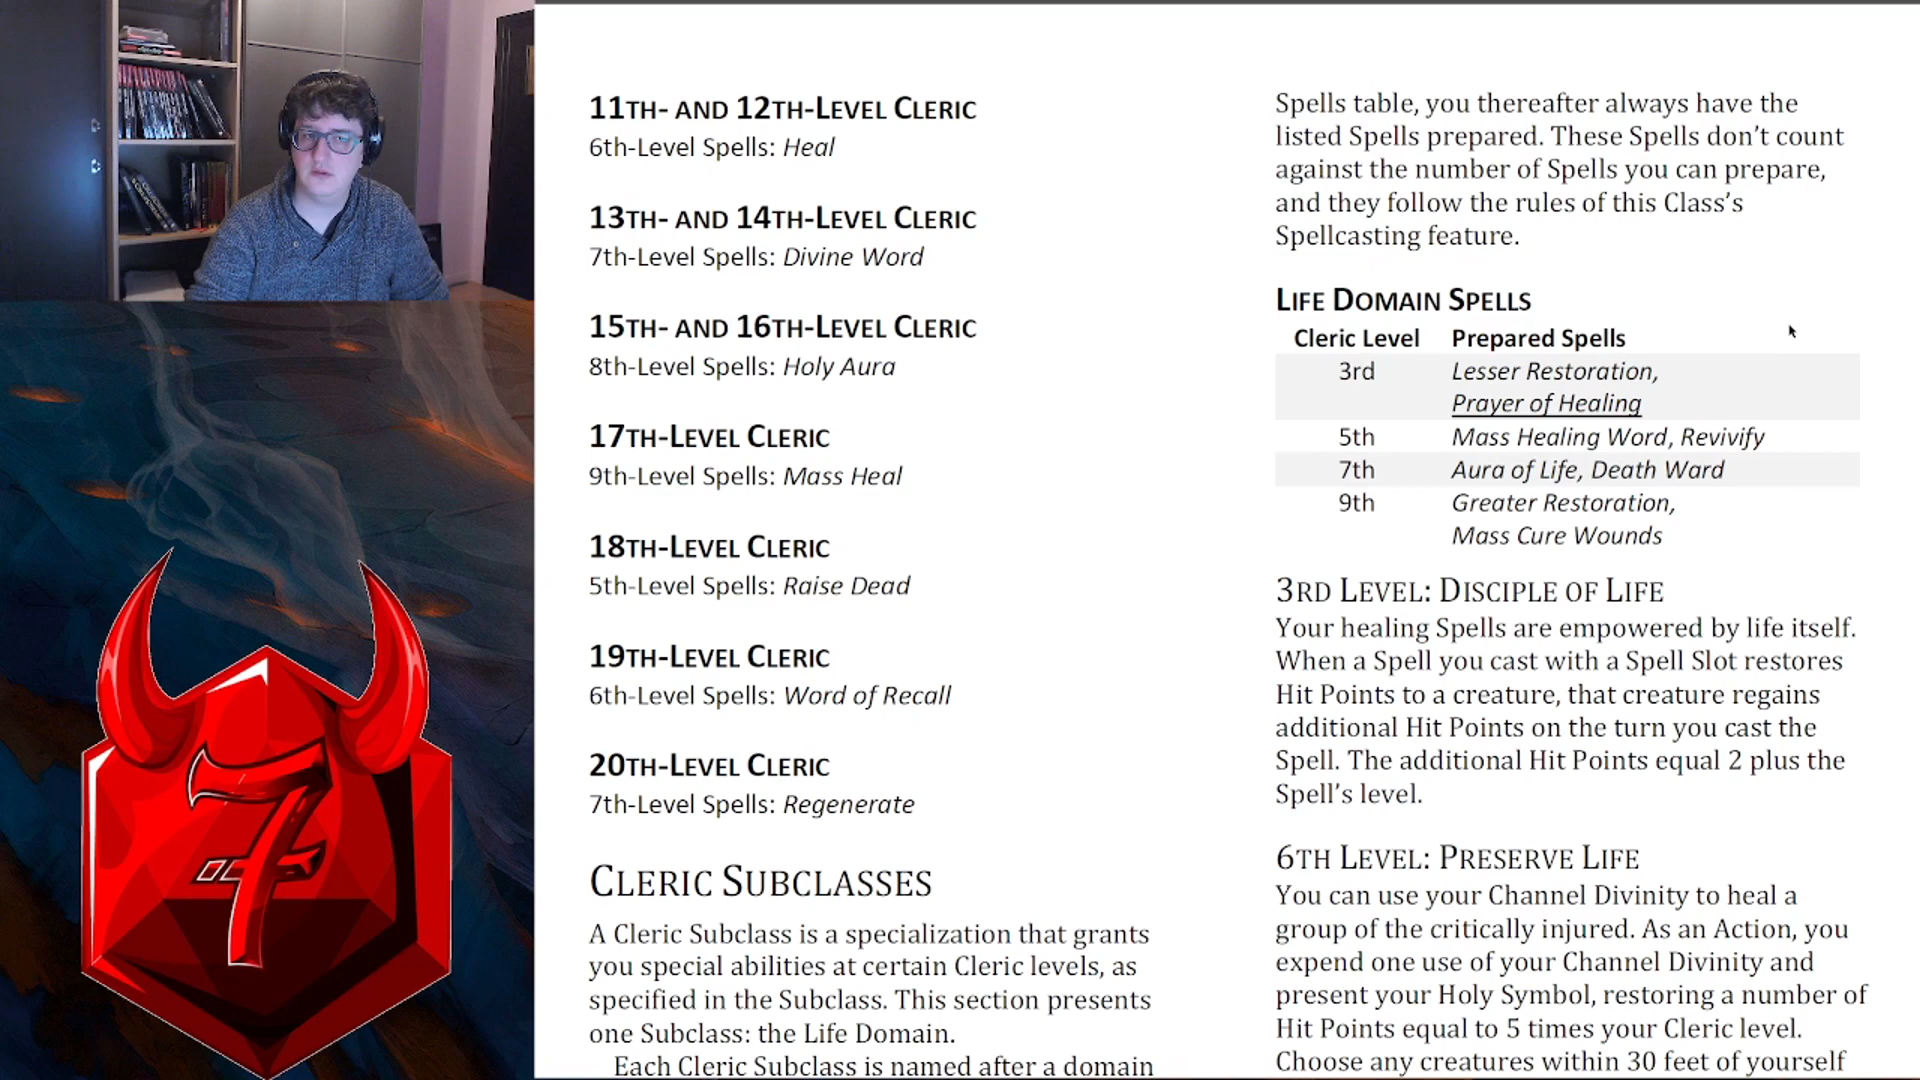 11TH- AND 12TH-LEVEL CLERIC
6th-Level Spells: Heal
13TH- AND 14TH-LEVEL CLERIC
7th-Level Spells: Divine Word
15TH- AND 16TH-LEVEL CLERIC
8th-Level Spells: Holy Aura
17TH-LEVEL CLERIC
9th-Level Spells: Mass Heal
18TH-LEVEL CLERIC
5th-Level Spells: Raise Dead
19TH-LEVEL CLERIC
6th-Level Spells: Word of Recall
20TH-LEVEL CLERIC
7th-Level Spells: Regenerate
CLERIC SUBCLASSES
A Cleric Subclass is a specialization that grants
you special abilities at certain Cleric levels, as
specified in the Subclass. This section presents
one Subclass: the Life Domain.
Each Cleric Subclass is named after a domain
Spells table, you thereafter always have the
listed Spells prepared. These Spells don’t count
against the number of Spells you can prepare,
and they follow the rules of this Class’s
Spellcasting feature.
LIFE DOMAIN SPELLS
Cleric Level Prepared Spells
3rd Lesser Restoration,
Prayer of Healing
5th Mass Healing Word, Revivify
7th Aura of Life, Death Ward
9th Greater Restoration,
Mass Cure Wounds
3RD LEVEL: DISCIPLE OF LIFE
Your healing Spells are empowered by life itself.
When a Spell you cast with a Spell Slot restores
Hit Points to a creature, that creature regains
additional Hit Points on the turn you cast the
Spell. The additional Hit Points equal 2 plus the
Spell’s level.
6TH LEVEL: PRESERVE LIFE
You can use your Channel Divinity to heal a
group of the critically injured. As an Action, you
expend one use of your Channel Divinity and
present your Holy Symbol, restoring a number of
Hit Points equal to 5 times your Cleric level.
Choose any creatures within 30 feet of yourself
7